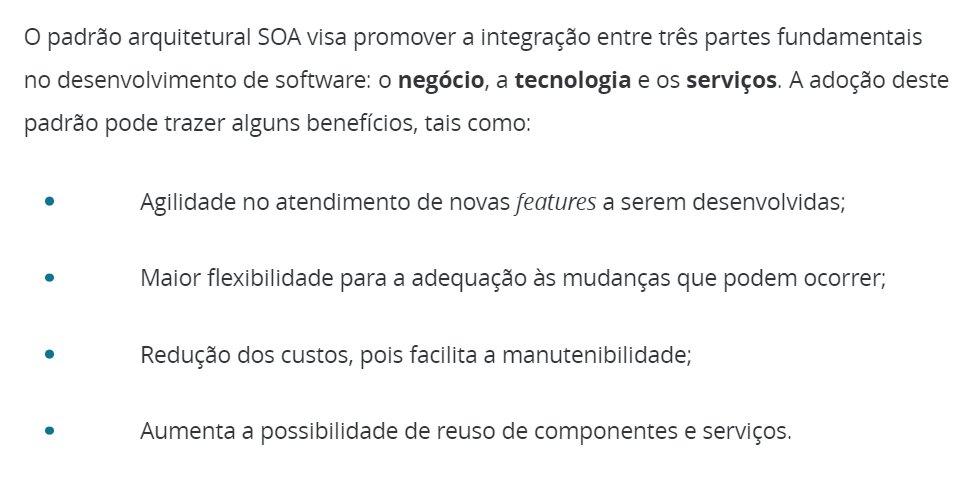 O padrão arquitetural SOA visa promover a integração entre três partes fundamentais
no desenvolvimento de software: o negócio, a tecnologia e os serviços. A adoção deste
padrão pode trazer alguns benefícios, tais como:
• Agilidade no atendimento de novas features a serem desenvolvidas;
• Maior flexibilidade para a adequação às mudanças que podem ocorrer;
• Redução dos custos, pois facilita a manutenibilidade;
• Aumenta a possibilidade de reuso de componentes e serviços.